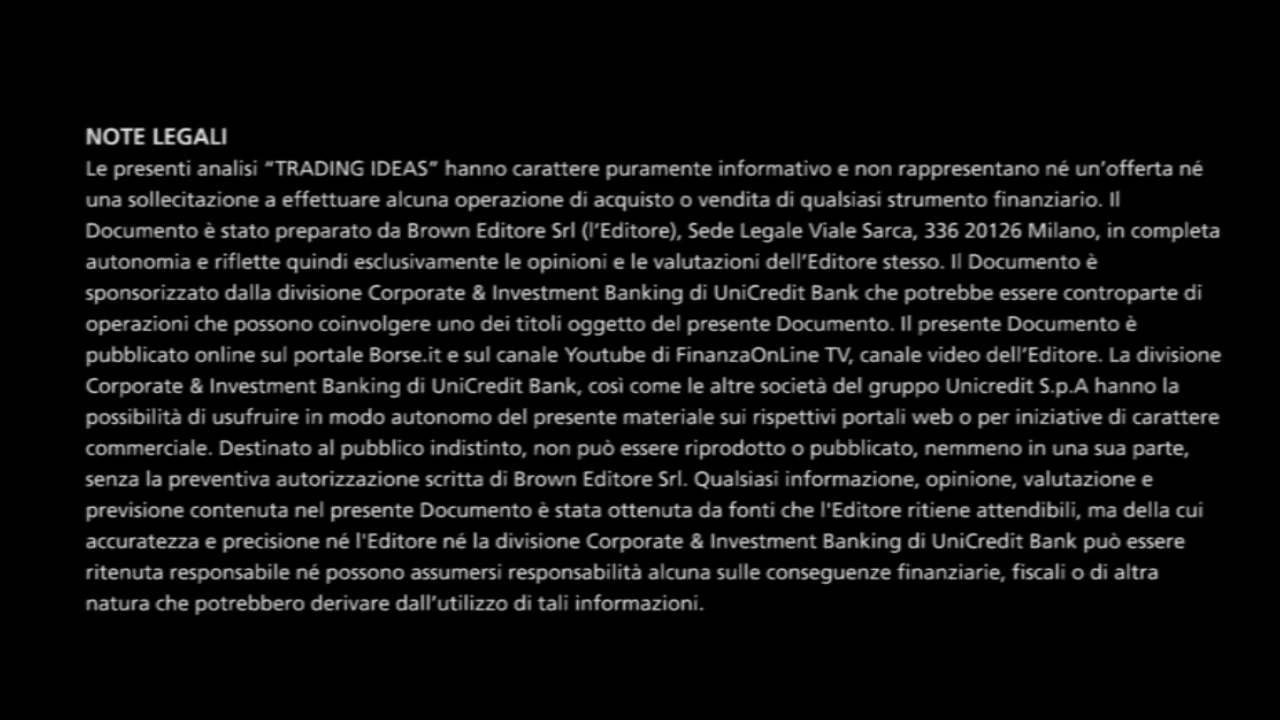 NOTE LEGALI
Le presenti analisi “TRADING IDEAS” hanno carattere puramente informativo e non rappresentano né un’offerta né
una sollecitazione a effettuare alcuna operazione di acquisto o vendita di qualsiasi strumento finanziario. Il
Documento è stato preparato da Brown Editore Srl (l’Editore), Sede Legale Viale Sarca, 336 20126 Milano, in completa
autonomia e riflette quindi esclusivamente le opinioni e le valutazioni dell’Editore stesso. Il Documento è
sponsorizzato dalla divisione Corporate & Investment Banking di UniCredit Bank che potrebbe essere controparte di
operazioni che possono coinvolgere uno dei titoli oggetto del presente Documento. Il presente Documento è
pubblicato online sul portale Borse.it e sul canale Youtube di FinanzaOnLine TV, canale video dell’Editore. La divisione
Corporate & Investment Banking di UniCredit Bank, così come le altre società del gruppo Unicredit S.p.A hanno la
possibilità di usufruire in modo autonomo del presente materiale sui rispettivi portali web o per iniziative di carattere
commerciale. Destinato al pubblico indistinto, non può essere riprodotto o pubblicato, nemmeno in una sua parte,
senza la preventiva autorizzazione scritta di Brown Editore Srl. Qualsiasi informazione, opinione, valutazione e
previsione contenuta nel presente Documento è stata ottenuta da fonti che l'Editore ritiene attendibili, ma della cui
accuratezza e precisione né l'Editore né la divisione Corporate & Investment Banking di UniCredit Bank può essere
ritenuta responsabile né possono assumersi responsabilità alcuna sulle conseguenze finanziarie, fiscali o di altra
natura che potrebbero derivare dall’utilizzo di tali informazioni.